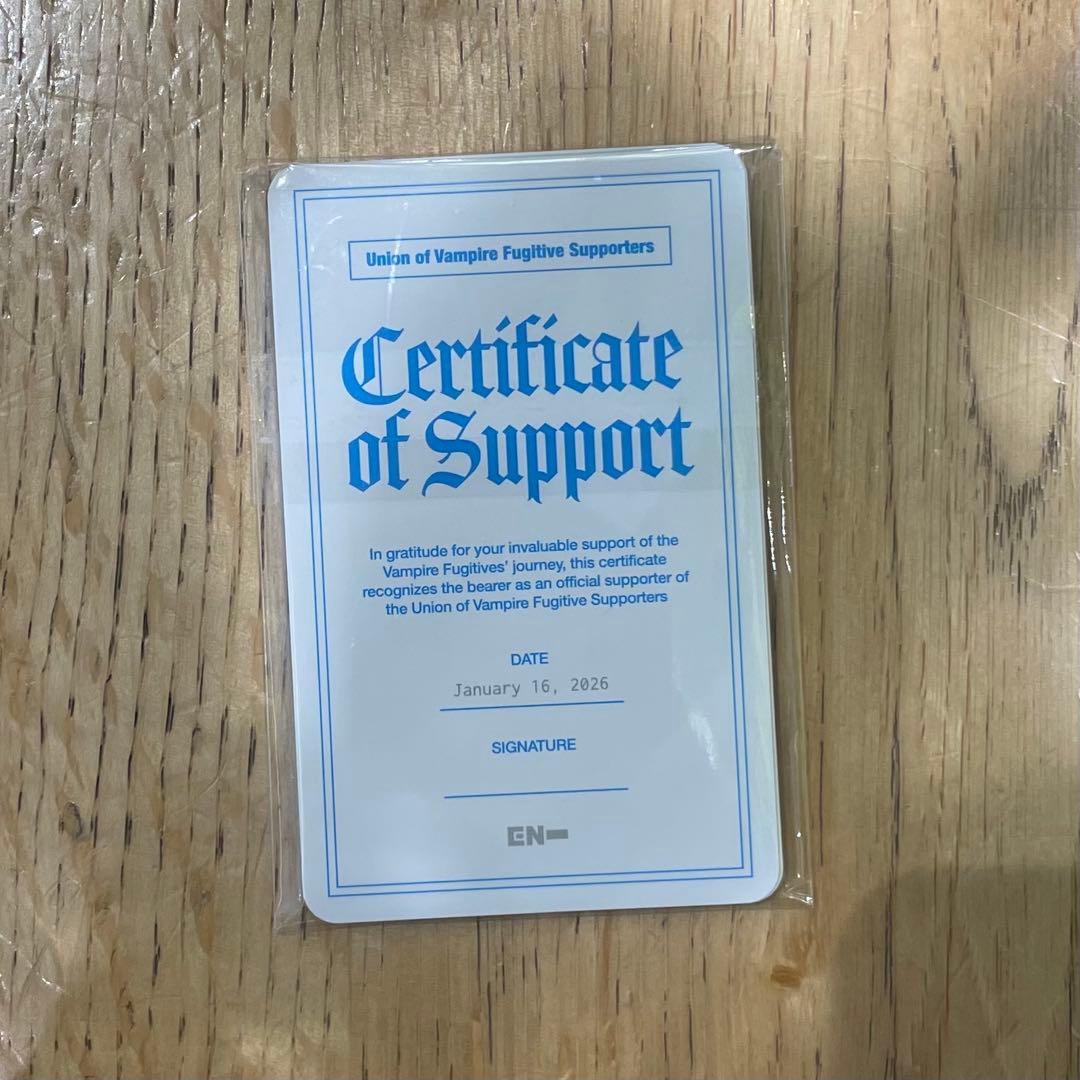 Union of Vampire Fugitive Supporters
Certificate
of Support
In gratitude for your invaluable support of the
Vampire Fugitives' journey, this certificate
recognizes the bearer as an official supporter of
the Union of Vampire Fugitive Supporters
DATE
January 16, 2026
SIGNATURE
EN-